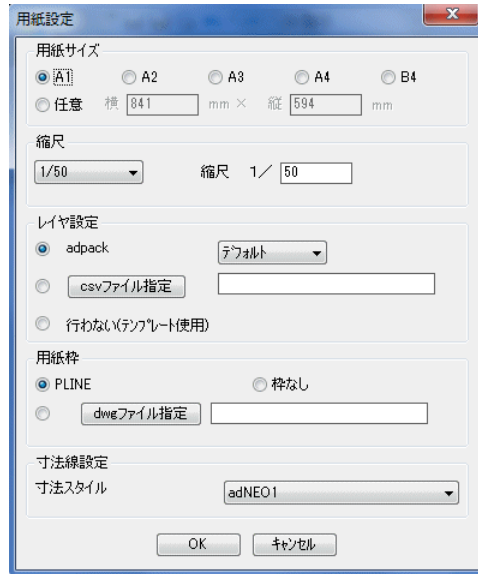 用紙設定
用紙サイズ
A1 A2 A3 A4 B4
任意 横 841 mm × 縦 594 mm
縮尺
1/50 縮尺 1／ 50
レイヤ設定
adpack デフォルト
csvファイル指定
行わない(テンプレート使用)
用紙枠
PLINE 枠なし
dwgファイル指定
寸法線設定
寸法スタイル adNEO1
OK キャンセル